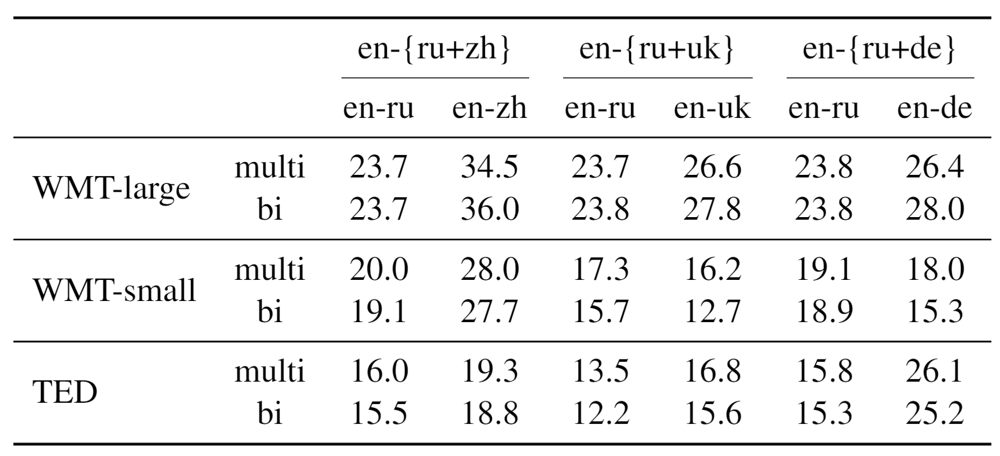 en-{ru+zh} en-{ru+uk} en-{ru+de}
en-ru en-zh en-ru en-uk en-ru en-de
WMT-large
multi 23.7 34.5 23.7 26.6 23.8 26.4
bi 23.7 36.0 23.8 27.8 23.8 28.0
WMT-small
multi 20.0 28.0 17.3 16.2 19.1 18.0
bi 19.1 27.7 15.7 12.7 18.9 15.3
TED
multi 16.0 19.3 13.5 16.8 15.8 26.1
bi 15.5 18.8 12.2 15.6 15.3 25.2